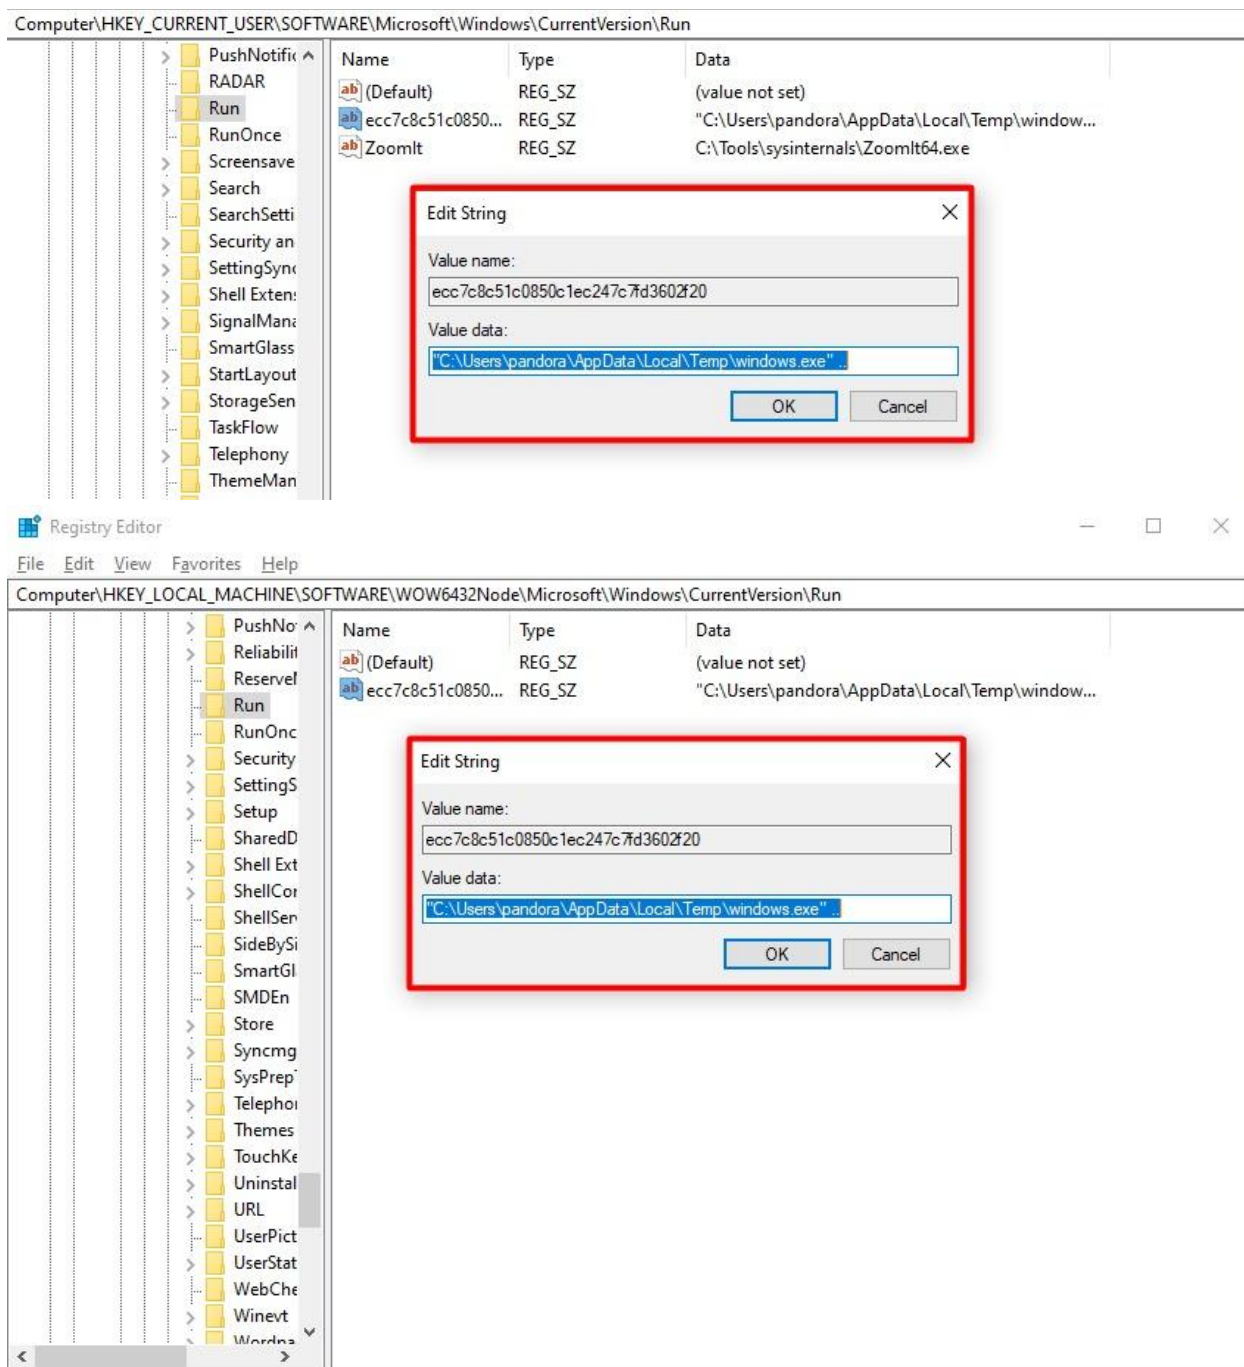 Computer\HKEY_CURRENT_USER\SOFTWARE\Microsoft\Windows\CurrentVersion\Run
PushNotific
RADAR
Run
RunOnce
Screensave
Search
SearchSetti
Security an
SettingSync
Shell Extens
SignalMana
SmartGlass
StartLayout
StorageSen
TaskFlow
Telephony
ThemeMan
Name Type Data
(Default) REG_SZ (value not set)
ecc7c8c51c0850... REG_SZ "C:\Users\pandora\AppData\Local\Temp\window...
ZoomIt REG_SZ C:\Tools\sysinternals\ZoomIt64.exe
Edit String
Value name:
ecc7c8c51c0850c1ec247c7fd3602f20
Value data:
"C:\Users\pandora\AppData\Local\Temp\windows.exe" ..
OK Cancel
Registry Editor
File Edit View Favorites Help
Computer\HKEY_LOCAL_MACHINE\SOFTWARE\WOW6432Node\Microsoft\Windows\CurrentVersion\Run
PushNot
Reliabilit
ReserveM
Run
RunOnc
Security
SettingS
Setup
SharedD
Shell Ext
ShellCor
ShellServ
SideBySi
SmartGl
SMDEn
Store
Syncmg
SysPrepT
Telephor
Themes
TouchKe
Uninstal
URL
UserPict
UserStat
WebChe
Winevt
Wordpa
Name Type Data
(Default) REG_SZ (value not set)
ecc7c8c51c0850... REG_SZ "C:\Users\pandora\AppData\Local\Temp\window...
Edit String
Value name:
ecc7c8c51c0850c1ec247c7fd3602f20
Value data:
"C:\Users\pandora\AppData\Local\Temp\windows.exe" ..
OK Cancel